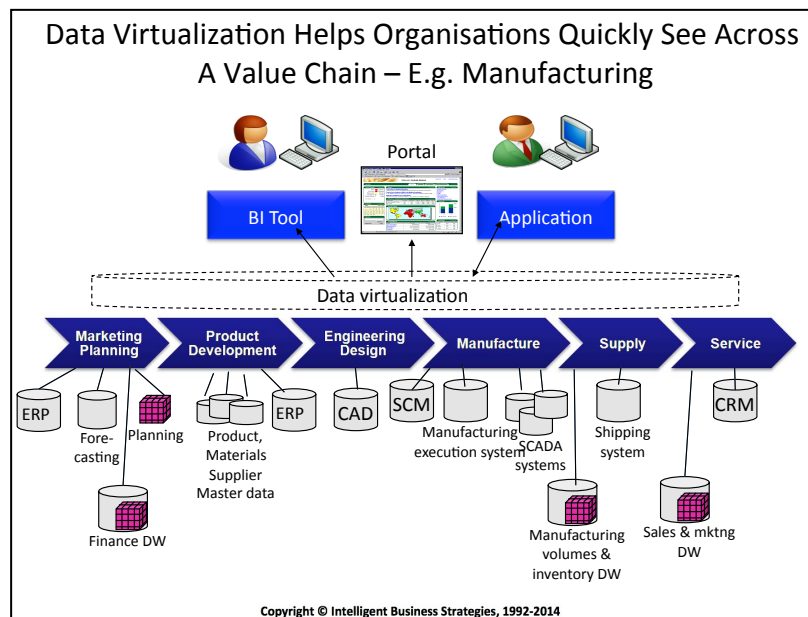 Data Virtualization Helps Organisations Quickly See Across
A Value Chain – E.g. Manufacturing
Portal
BI Tool
Application
Data virtualization
Marketing
Planning
Product
Development
Engineering
Design
Manufacture
Supply
Service
ERP
Fore-
casting
Planning
Product,
Materials
Supplier
Master data
ERP
CAD
SCM
Manufacturing
execution system
SCADA
systems
Shipping
system
CRM
Finance DW
Manufacturing
volumes &
inventory DW
Sales & mktng
DW
Copyright © Intelligent Business Strategies, 1992-2014